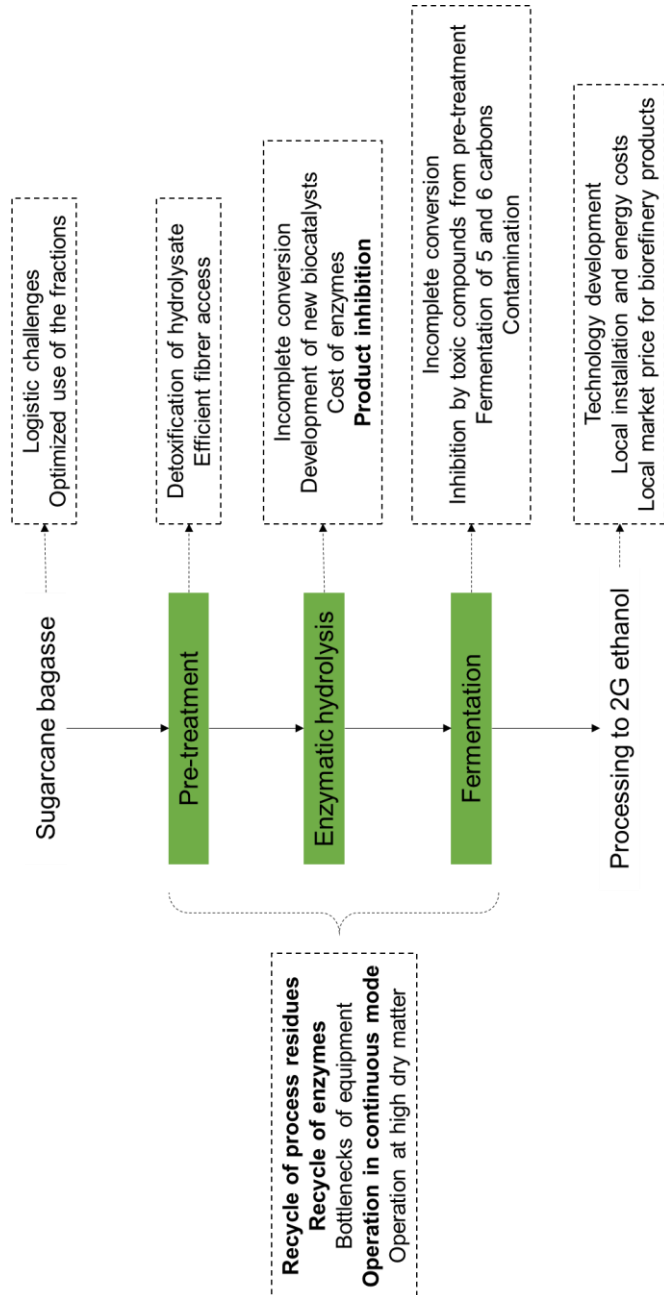 Sugarcane bagasse
Logistic challenges
Optimized use of the fractions
Pre-treatment
Detoxification of hydrolysate
Efficient fibrer access
Enzymatic hydrolysis
Incomplete conversion
Development of new biocatalysts
Cost of enzymes
Product inhibition
Fermentation
Incomplete conversion
Inhibition by toxic compounds from pre-treatment
Fermentation of 5 and 6 carbons
Contamination
Processing to 2G ethanol
Technology development
Local installation and energy costs
Local market price for biorefinery products
Recycle of process residues
Recycle of enzymes
Bottlenecks of equipment
Operation in continuous mode
Operation at high dry matter